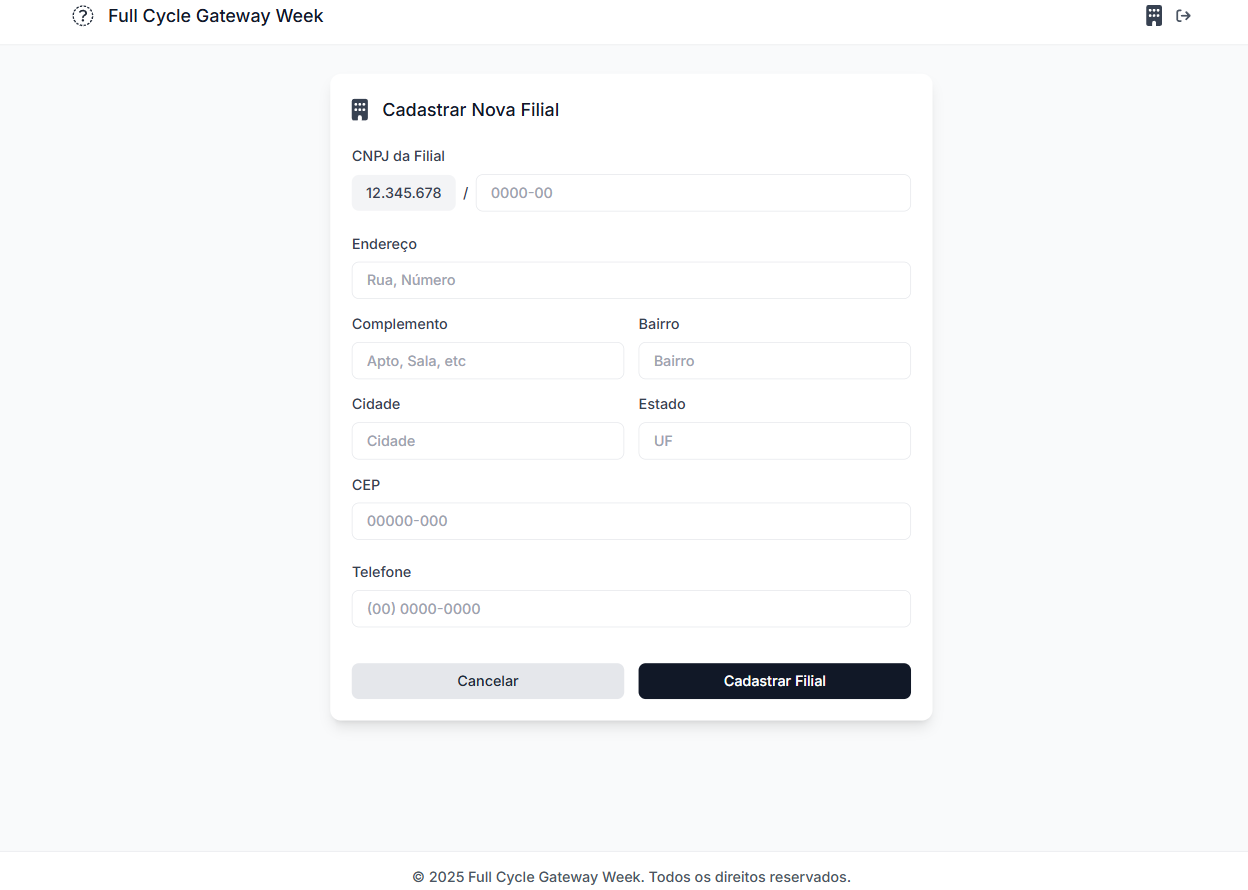 Full Cycle Gateway Week
Cadastrar Nova Filial
CNPJ da Filial
12.345.678 / 0000-00
Endereço
Rua, Número
Complemento Bairro
Apto, Sala, etc Bairro
Cidade Estado
Cidade UF
CEP
00000-000
Telefone
(00) 0000-0000
Cancelar Cadastrar Filial
© 2025 Full Cycle Gateway Week. Todos os direitos reservados.